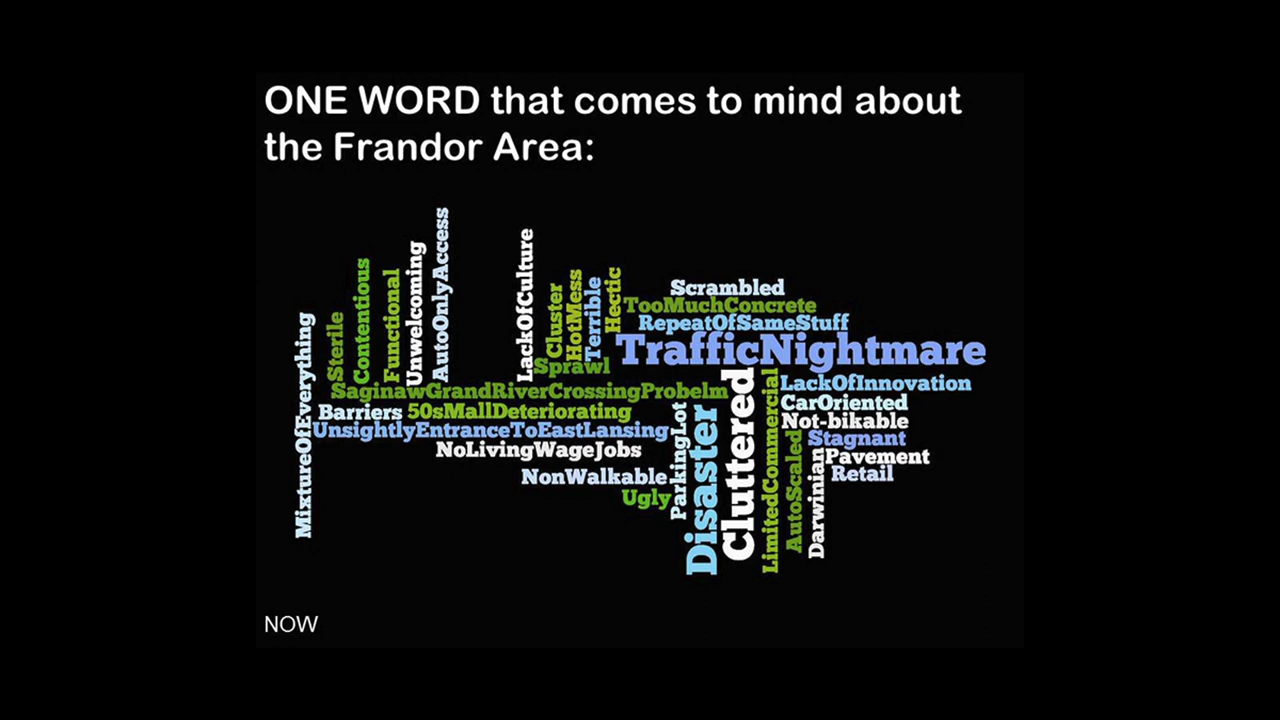 ONE WORD that comes to mind about
the Frandor Area:
MixtureOfEverything
Sterile
Contentious
Functional
Unwelcoming
AutoOnlyAccess
LackOfCulture
Cluster
HotMess
Terrible
Hectic
Scrambled
TooMuchConcrete
RepeatOfSameStuff
TrafficNightmare
Sprawl
SaginawGrandRiverCrossingProbelm
Barriers
50sMallDeteriorating
UnsightlyEntranceToEastLansing
NoLivingWageJobs
NonWalkable
Ugly
ParkingLot
Disaster
Cluttered
LimitedCommercial
AutoScaled
Darwinian
LackOfInnovation
CarOriented
Not-bikable
Stagnant
Pavement
Retail
NOW